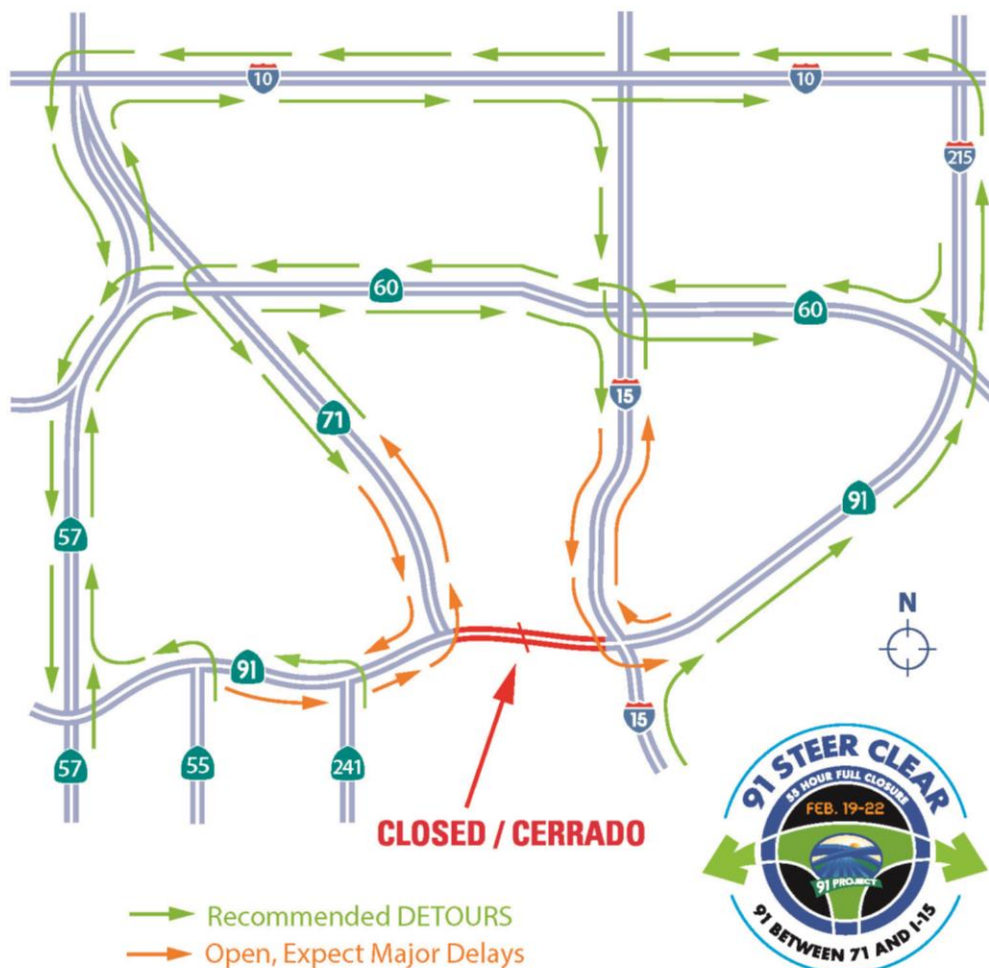 10
10
215
60
60
15
71
91
57
N
91
15
57
55
241
CLOSED / CERRADO
91 STEER CLEAR
55 HOUR FULL CLOSURE
FEB. 19-22
91 PROJECT
91 BETWEEN 71 AND I-15
Recommended DETOURS
Open, Expect Major Delays